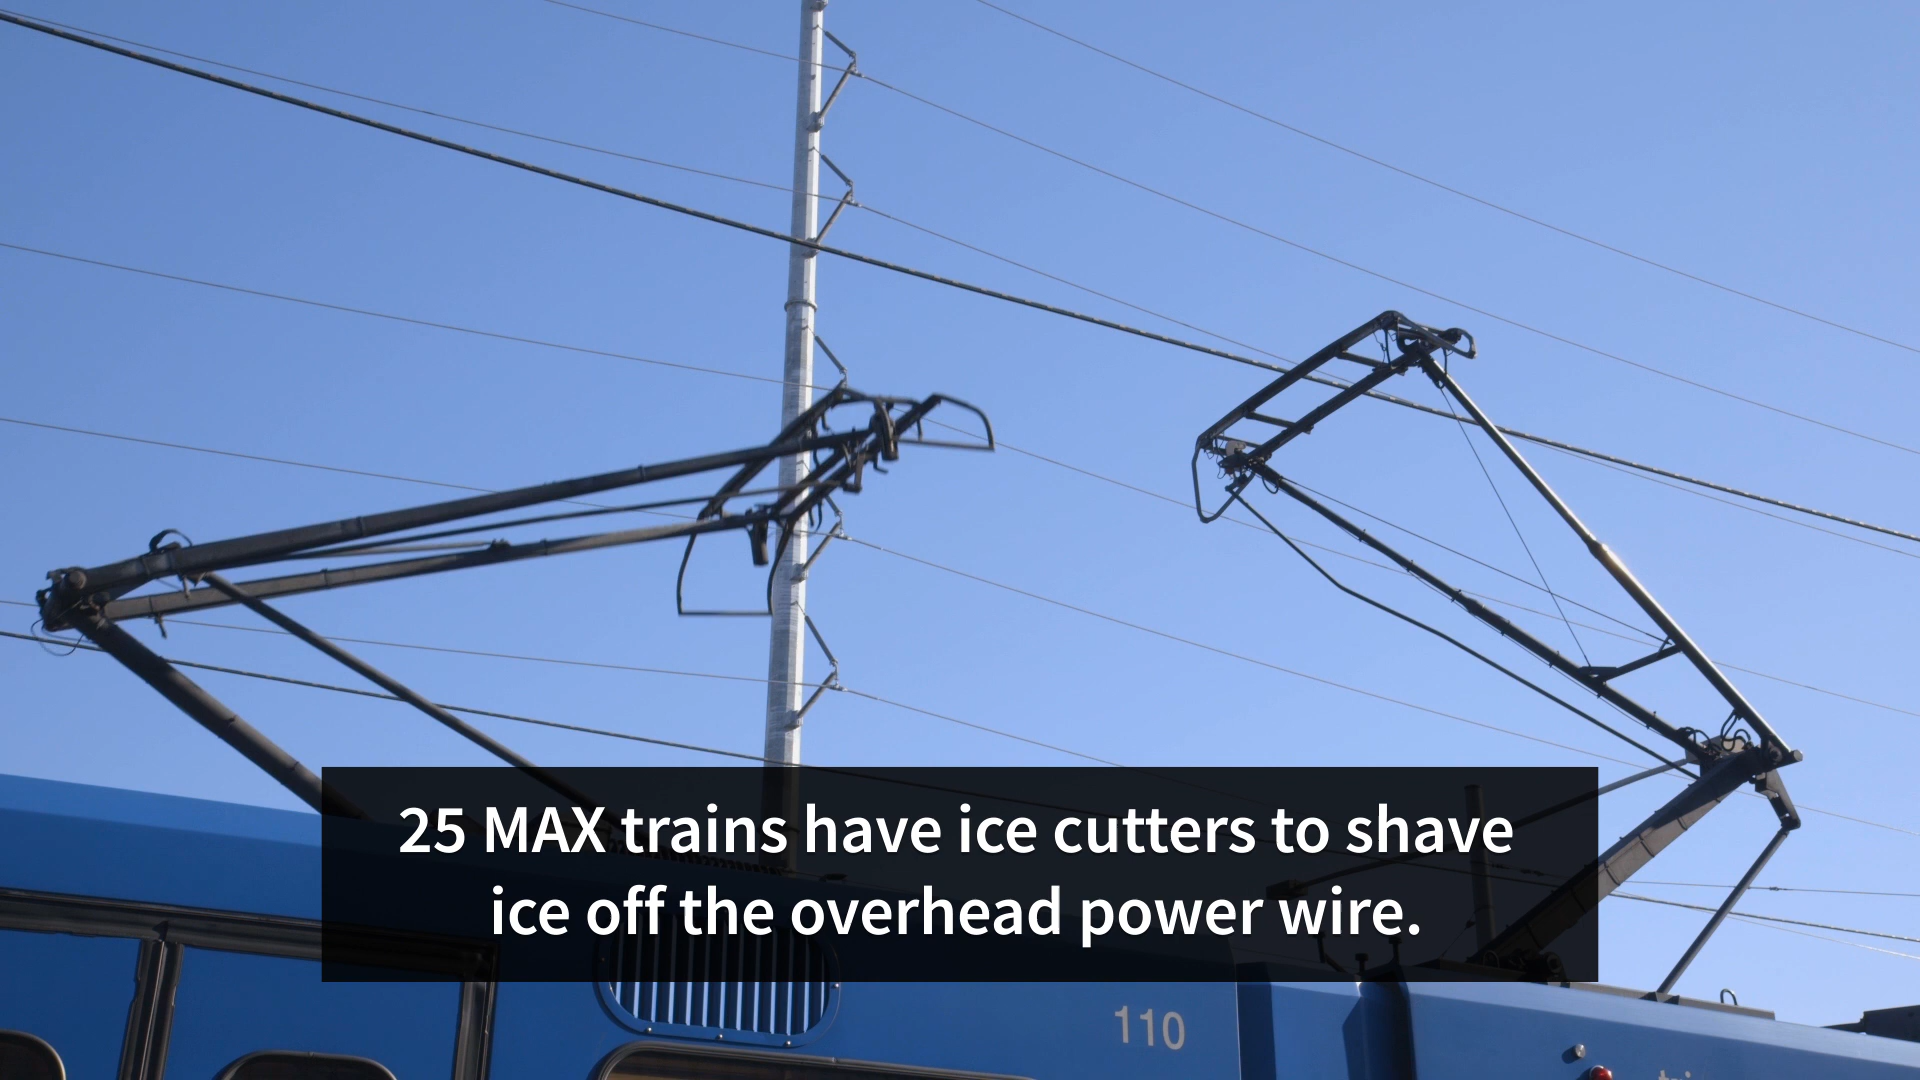 25 MAX trains have ice cutters to shave
ice off the overhead power wire.
110